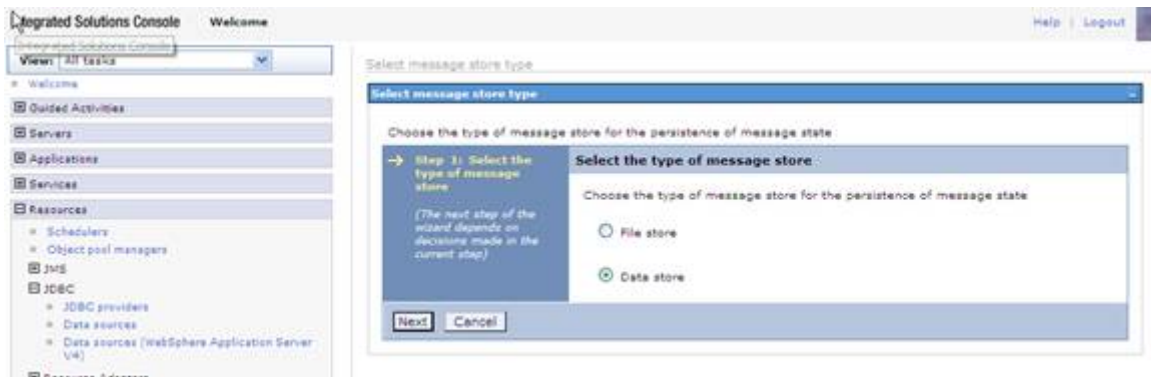 Integrated Solutions Console Welcome Help | Logout
Integrated Solutions Console
View: All tasks
Welcome
Guided Activities
Servers
Applications
Services
Resources
Schedulers
Object pool managers
JMS
JDBC
JDBC providers
Data sources
Data sources (WebSphere Application Server V4)
Resource Adapters
Select message store type
Select message store type
Choose the type of message store for the persistence of message state
Step 1: Select the
type of message
store
(The next step of the
wizard depends on
decisions made in the
current step)
Select the type of message store
Choose the type of message store for the persistence of message state
File store
Data store
Next Cancel